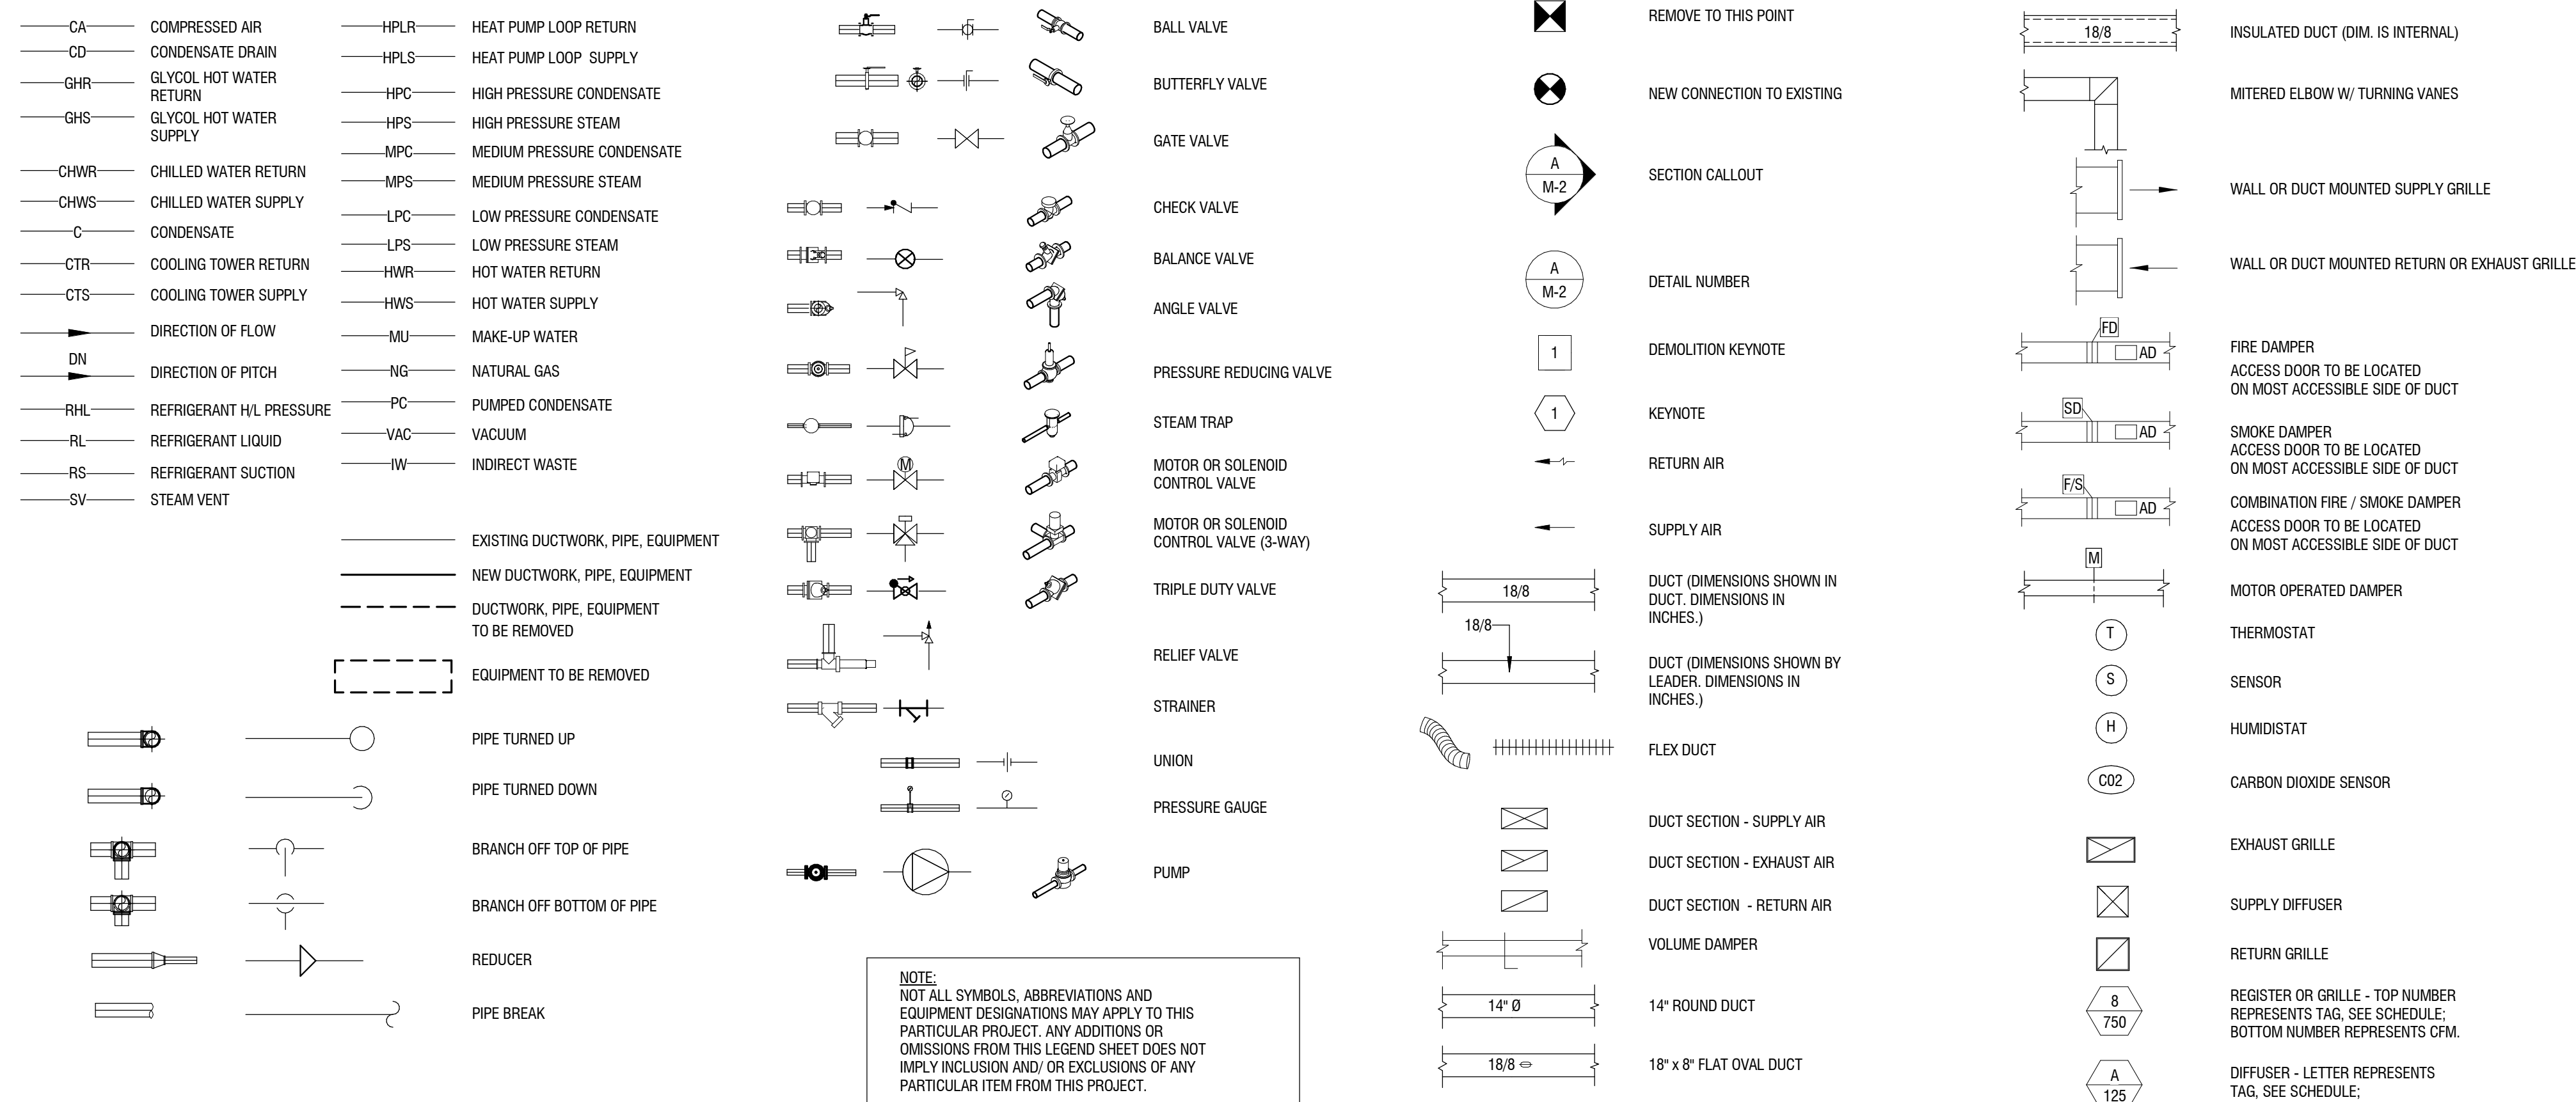 CA COMPRESSED AIR
CD CONDENSATE DRAIN
GHR GLYCOL HOT WATER
RETURN
GHS GLYCOL HOT WATER
SUPPLY
CHWR CHILLED WATER RETURN
CHWS CHILLED WATER SUPPLY
C CONDENSATE
CTR COOLING TOWER RETURN
CTS COOLING TOWER SUPPLY
DIRECTION OF FLOW
DN
DIRECTION OF PITCH
RHL REFRIGERANT H/L PRESSURE
RL REFRIGERANT LIQUID
RS REFRIGERANT SUCTION
SV STEAM VENT
HPLR HEAT PUMP LOOP RETURN
HPLS HEAT PUMP LOOP SUPPLY
HPC HIGH PRESSURE CONDENSATE
HPS HIGH PRESSURE STEAM
MPC MEDIUM PRESSURE CONDENSATE
MPS MEDIUM PRESSURE STEAM
LPC LOW PRESSURE CONDENSATE
LPS LOW PRESSURE STEAM
HWR HOT WATER RETURN
HWS HOT WATER SUPPLY
MU MAKE-UP WATER
NG NATURAL GAS
PC PUMPED CONDENSATE
VAC VACUUM
IW INDIRECT WASTE
EXISTING DUCTWORK, PIPE, EQUIPMENT
NEW DUCTWORK, PIPE, EQUIPMENT
DUCTWORK, PIPE, EQUIPMENT
TO BE REMOVED
EQUIPMENT TO BE REMOVED
PIPE TURNED UP
PIPE TURNED DOWN
BRANCH OFF TOP OF PIPE
BRANCH OFF BOTTOM OF PIPE
REDUCER
PIPE BREAK
BALL VALVE
BUTTERFLY VALVE
GATE VALVE
CHECK VALVE
BALANCE VALVE
ANGLE VALVE
PRESSURE REDUCING VALVE
STEAM TRAP
M MOTOR OR SOLENOID
CONTROL VALVE
MOTOR OR SOLENOID
CONTROL VALVE (3-WAY)
TRIPLE DUTY VALVE
RELIEF VALVE
STRAINER
UNION
PRESSURE GAUGE
PUMP
NOTE:
NOT ALL SYMBOLS, ABBREVIATIONS AND
EQUIPMENT DESIGNATIONS MAY APPLY TO THIS
PARTICULAR PROJECT. ANY ADDITIONS OR
OMISSIONS FROM THIS LEGEND SHEET DOES NOT
IMPLY INCLUSION AND/ OR EXCLUSIONS OF ANY
PARTICULAR ITEM FROM THIS PROJECT.
REMOVE TO THIS POINT
NEW CONNECTION TO EXISTING
A
M-2
SECTION CALLOUT
A
M-2
DETAIL NUMBER
1 DEMOLITION KEYNOTE
1 KEYNOTE
RETURN AIR
SUPPLY AIR
18/8
DUCT (DIMENSIONS SHOWN IN
DUCT. DIMENSIONS IN
INCHES.)
18/8
DUCT (DIMENSIONS SHOWN BY
LEADER. DIMENSIONS IN
INCHES.)
FLEX DUCT
DUCT SECTION - SUPPLY AIR
DUCT SECTION - EXHAUST AIR
DUCT SECTION - RETURN AIR
VOLUME DAMPER
14" Ø 14" ROUND DUCT
18/8 18" x 8" FLAT OVAL DUCT
18/8 INSULATED DUCT (DIM. IS INTERNAL)
MITERED ELBOW W/ TURNING VANES
WALL OR DUCT MOUNTED SUPPLY GRILLE
WALL OR DUCT MOUNTED RETURN OR EXHAUST GRILLE
FD
AD
FIRE DAMPER
ACCESS DOOR TO BE LOCATED
ON MOST ACCESSIBLE SIDE OF DUCT
SD
AD
SMOKE DAMPER
ACCESS DOOR TO BE LOCATED
ON MOST ACCESSIBLE SIDE OF DUCT
F/S
AD
COMBINATION FIRE / SMOKE DAMPER
ACCESS DOOR TO BE LOCATED
ON MOST ACCESSIBLE SIDE OF DUCT
M
MOTOR OPERATED DAMPER
T THERMOSTAT
S SENSOR
H HUMIDISTAT
C02 CARBON DIOXIDE SENSOR
EXHAUST GRILLE
SUPPLY DIFFUSER
RETURN GRILLE
8
750
REGISTER OR GRILLE - TOP NUMBER
REPRESENTS TAG, SEE SCHEDULE;
BOTTOM NUMBER REPRESENTS CFM.
A
125
DIFFUSER - LETTER REPRESENTS
TAG, SEE SCHEDULE;